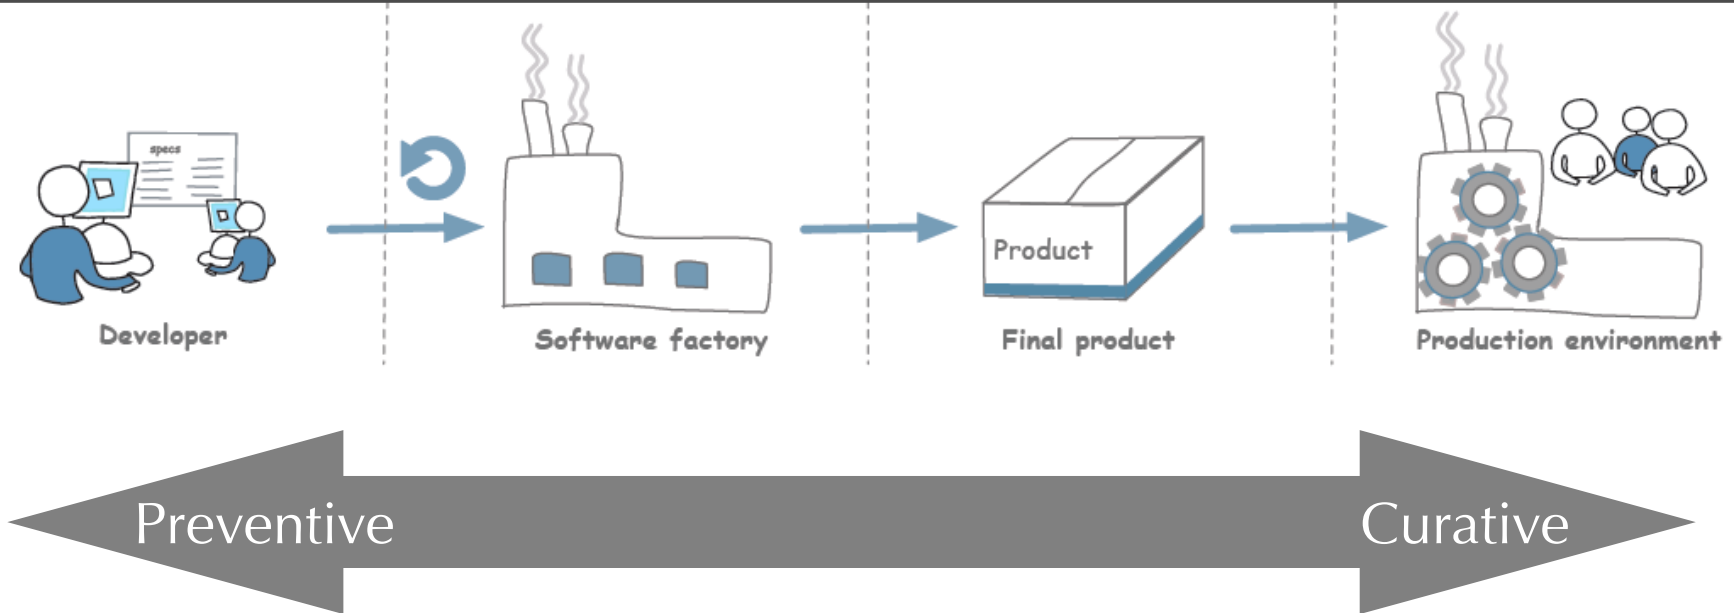 specs
Product
Developer
Software factory
Final product
Production environment
Preventive
Curative